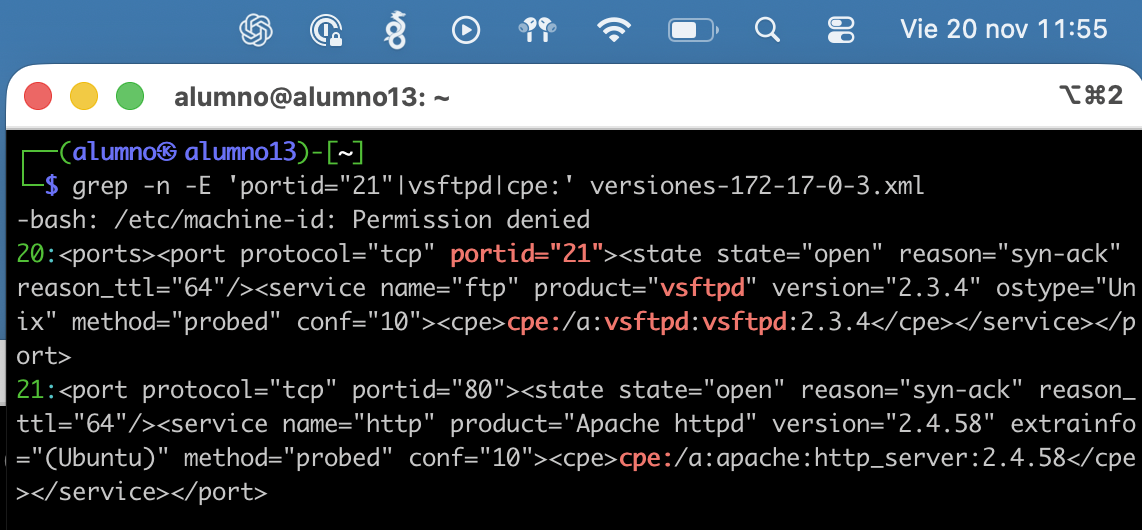 Vie 20 nov 11:55
alumno@alumno13: ~ ⌥⌘2
┌──(alumno㉿ alumno13)-[~]
└─$ grep -n -E 'portid="21"|vsftpd|cpe:' versiones-172-17-0-3.xml
-bash: /etc/machine-id: Permission denied
20:<ports><port protocol="tcp" portid="21"><state state="open" reason="syn-ack"
reason_ttl="64"/><service name="ftp" product="vsftpd" version="2.3.4" ostype="Un
ix" method="probed" conf="10"><cpe>cpe:/a:vsftpd:vsftpd:2.3.4</cpe></service></p
ort>
21:<port protocol="tcp" portid="80"><state state="open" reason="syn-ack" reason_
ttl="64"/><service name="http" product="Apache httpd" version="2.4.58" extrainfo
="(Ubuntu)" method="probed" conf="10"><cpe>cpe:/a:apache:http_server:2.4.58</cpe
></service></port>